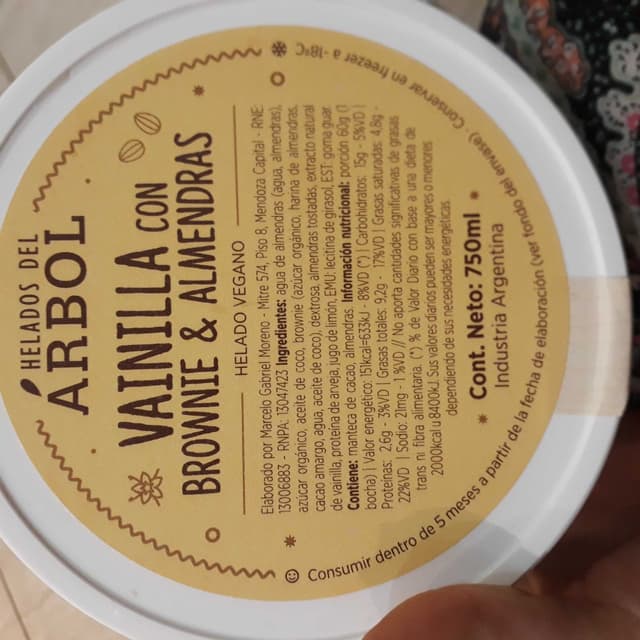 HELADOS DEL
ÁRBOL
VAINILLA CON
BROWNIE & ALMENDRAS
HELADO VEGANO
Elaborado por Marcelo Gabriel Moreno - Mitre 574, Piso 8, Mendoza Capital - RNE:
13006883 - RNPA: 13047423 Ingredientes: agua de almendras (agua, almendras),
azúcar orgánico, aceite de coco, brownie (azúcar orgánico, harina de almendras,
cacao amargo, agua, aceite de coco), dextrosa, almendras tostadas, extracto natural
de vainilla, proteína de arveja, jugo de limón, EMU: lecitina de girasol, EST: goma guar.
Contiene: manteca de cacao, almendras. Información nutricional: porción 60g (1
bocha) | Valor energético: 151kcal=633kJ - 8%VD (*) | Carbohidratos: 15g - 5%VD |
Proteínas: 2,6g - 3%VD | Grasas totales: 9,2g - 17%VD | Grasas saturadas: 4,8g -
22%VD | Sodio: 21mg - 1 %VD // No aporta cantidades significativas de grasas
trans ni fibra alimentaria. (*) % de Valor Diario con base a una dieta de
2000kcal u 8400kJ. Sus valores diarios pueden ser mayores o menores
dependiendo de sus necesidades energéticas.
Cont. Neto: 750ml
Industria Argentina
Consumir dentro de 5 meses a partir de la fecha de elaboración (ver fondo del envase) · Conservar en freezer a -18°C